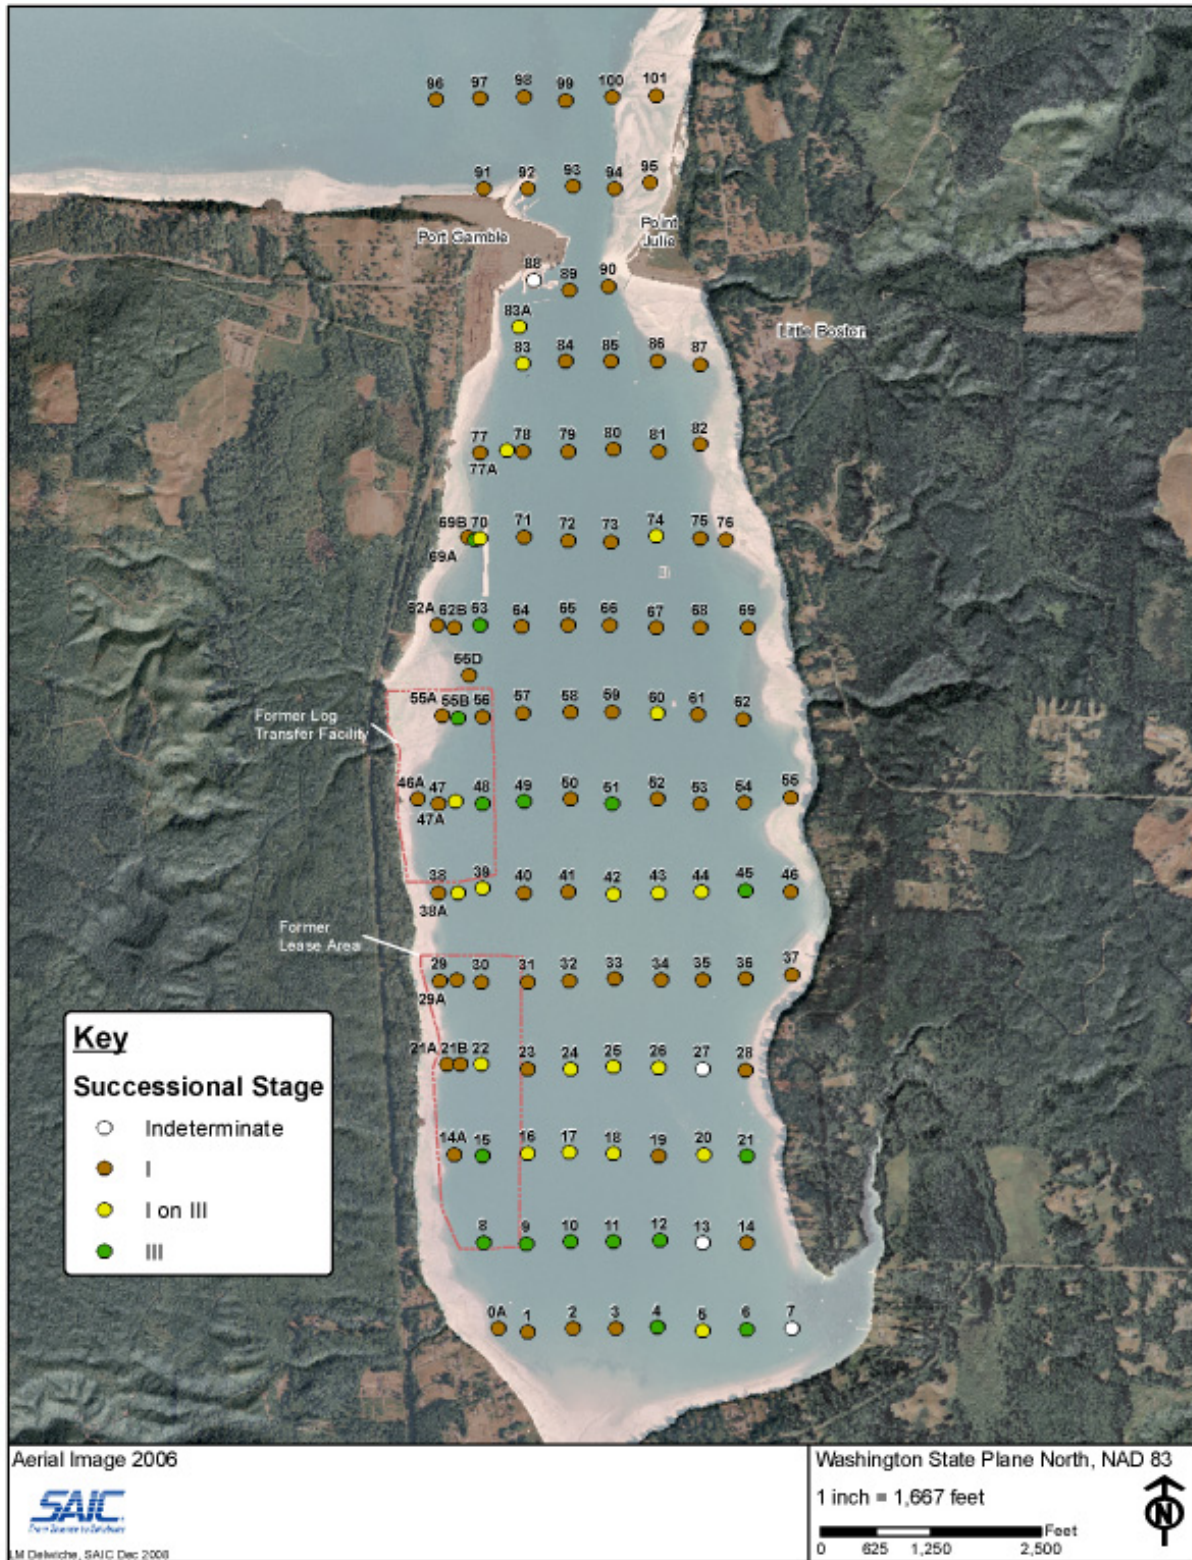 96 97 98 99 100 101
91 92 93 94 95
Port Gamble
Point
Julia
88 89 90
83A
Little Boston
83 84 85 86 87
77 78 79 80 81 82
77A
69B 70 71 72 73 74 75 76
69A
62A 62B 63 64 65 66 67 68 69
55D
55A 55B 56 57 58 59 60 61 62
Former Log
Transfer Facility
46A 47 48 49 50 51 52 53 54 55
47A
38 39 40 41 42 43 44 45 46
38A
Former
Lease Area
29 30 31 32 33 34 35 36 37
29A
21A 21B 22 23 24 25 26 27 28
14A 15 16 17 18 19 20 21
8 9 10 11 12 13 14
0A 1 2 3 4 5 6 7
Key
Successional Stage
Indeterminate
I
I on III
III
Aerial Image 2006
SAIC
From Science to Solutions
LM Delwiche, SAIC Dec 2008
Washington State Plane North, NAD 83
1 inch = 1,667 feet
Feet
0 625 1,250 2,500
N